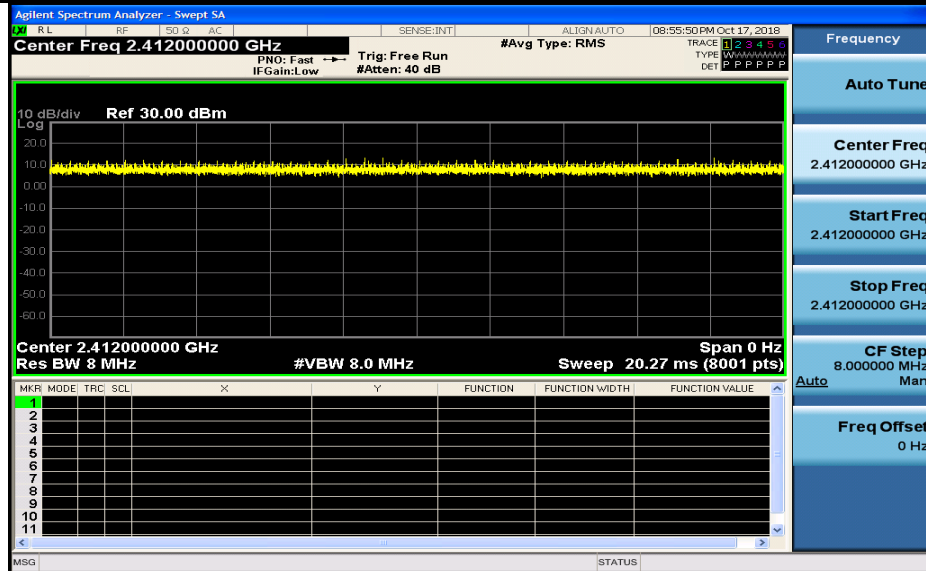 Agilent Spectrum Analyzer - Swept SA
LXI RL RF 50 Ω AC SENSE:INT ALIGN AUTO 08:55:50 PM Oct 17, 2018
Center Freq 2.412000000 GHz
PNO: Fast
IFGain:Low
Trig: Free Run
#Atten: 40 dB
#Avg Type: RMS
TRACE 1 2 3 4 5 6
TYPE WWWWWW
DET P P P P P P
10 dB/div Ref 30.00 dBm
Log
20.0
10.0
0.00
-10.0
-20.0
-30.0
-40.0
-50.0
-60.0
Center 2.412000000 GHz Span 0 Hz
Res BW 8 MHz #VBW 8.0 MHz Sweep 20.27 ms (8001 pts)
MKR MODE TRC SCL X Y FUNCTION FUNCTION WIDTH FUNCTION VALUE
1
2
3
4
5
6
7
8
9
10
11
MSG STATUS
Frequency
Auto Tune
Center Freq
2.412000000 GHz
Start Freq
2.412000000 GHz
Stop Freq
2.412000000 GHz
CF Step
8.000000 MHz
Auto Man
Freq Offset
0 Hz